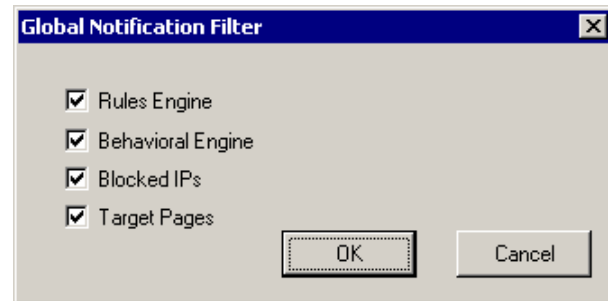 Global Notification Filter
Rules Engine
Behavioral Engine
Blocked IPs
Target Pages
OK
Cancel